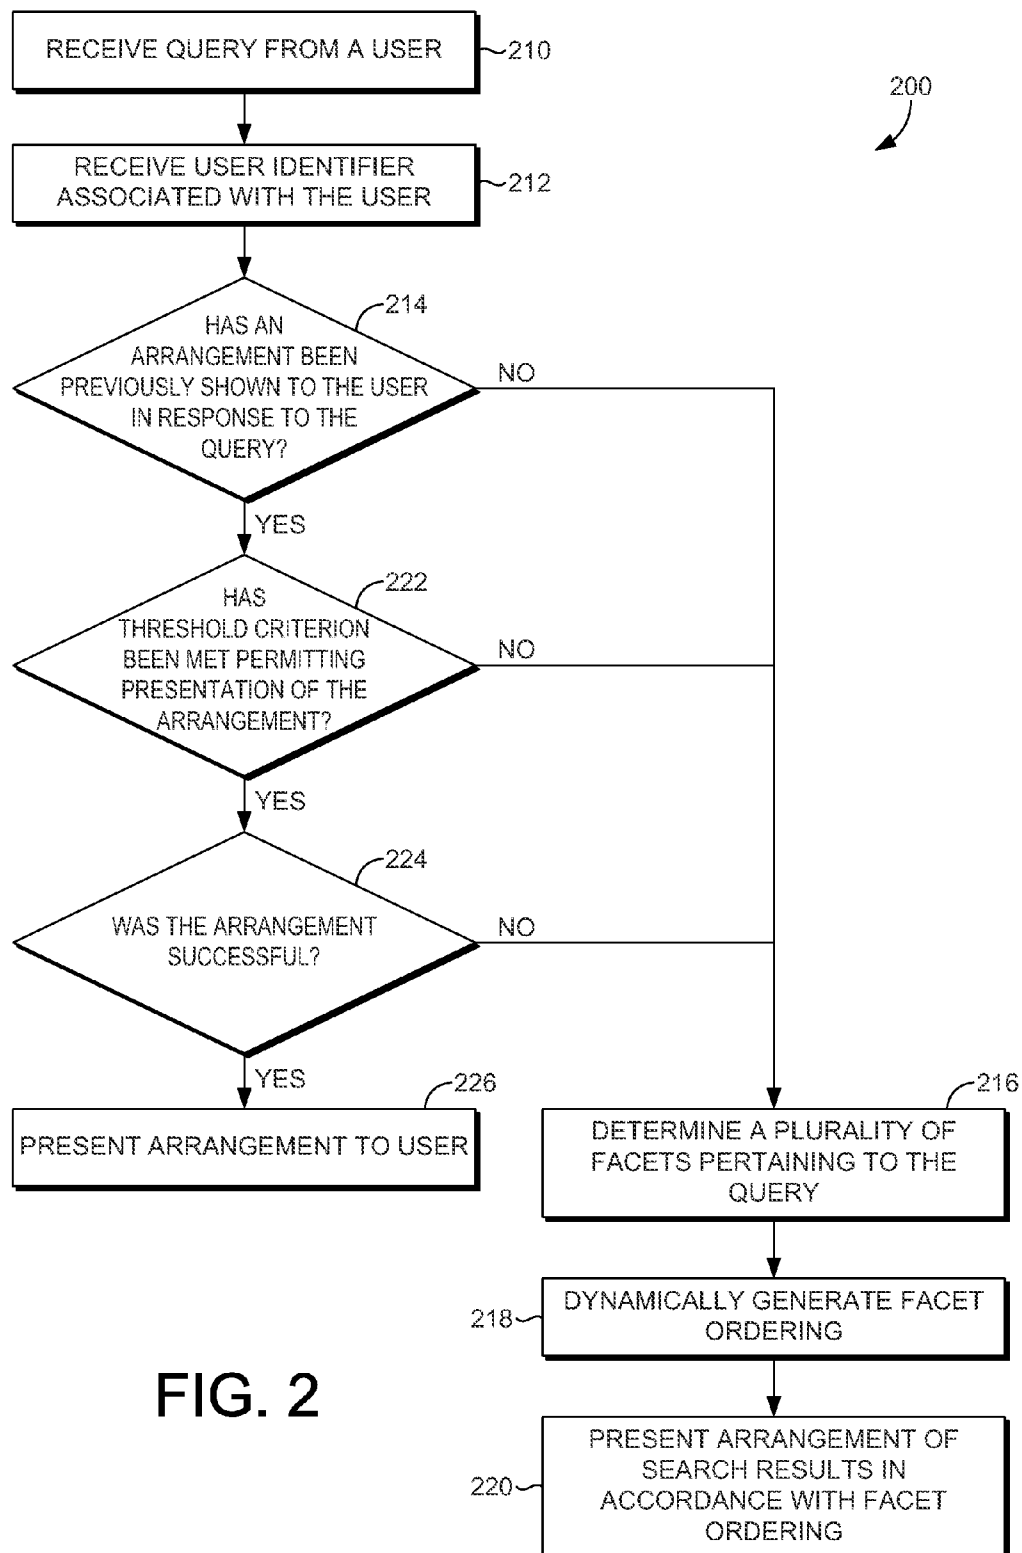 RECEIVE QUERY FROM A USER
210
200
RECEIVE USER IDENTIFIER
ASSOCIATED WITH THE USER
212
214
HAS AN
ARRANGEMENT BEEN
PREVIOUSLY SHOWN TO THE USER
IN RESPONSE TO THE
QUERY?
NO
YES
222
HAS
THRESHOLD CRITERION
BEEN MET PERMITTING
PRESENTATION OF THE
ARRANGEMENT?
NO
YES
224
WAS THE ARRANGEMENT
SUCCESSFUL?
NO
YES
226
PRESENT ARRANGEMENT TO USER
216
DETERMINE A PLURALITY OF
FACETS PERTAINING TO THE
QUERY
218
DYNAMICALLY GENERATE FACET
ORDERING
220
PRESENT ARRANGEMENT OF
SEARCH RESULTS IN
ACCORDANCE WITH FACET
ORDERING
FIG. 2